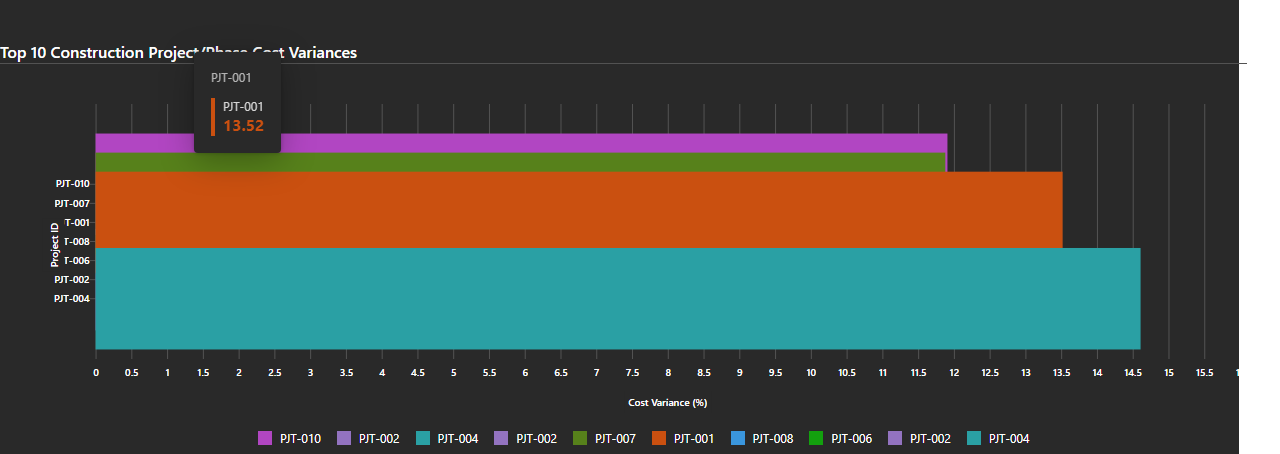 Top 10 Construction Project/Phase Cost Variances
PJT-001
PJT-001
13.52
PJT-010
PJT-007
T-001
T-008
T-006
PJT-002
PJT-004
Project ID
0 0.5 1 1.5 2 2.5 3 3.5 4 4.5 5 5.5 6 6.5 7 7.5 8 8.5 9 9.5 10 10.5 11 11.5 12 12.5 13 13.5 14 14.5 15 15.5
Cost Variance (%)
PJT-010 PJT-002 PJT-004 PJT-002 PJT-007 PJT-001 PJT-008 PJT-006 PJT-002 PJT-004